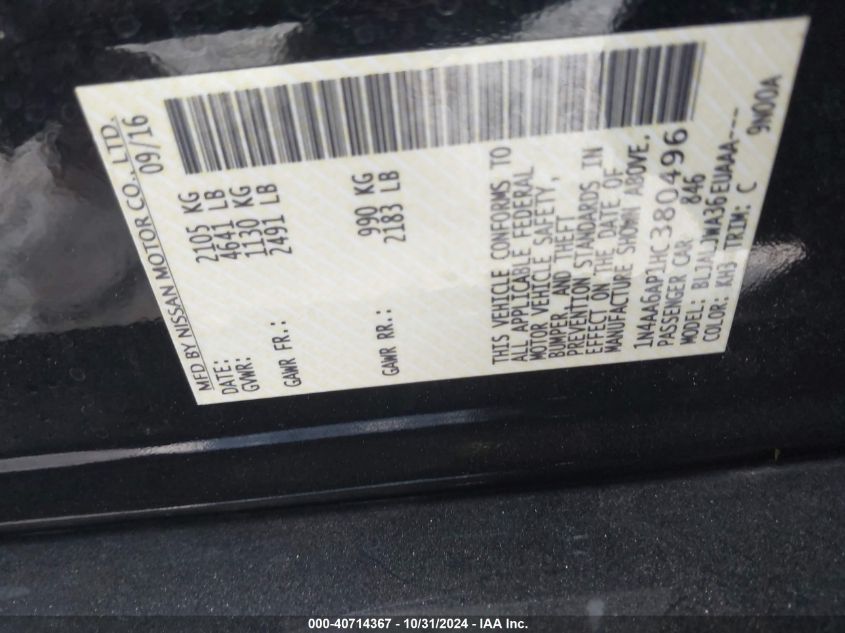 MFD BY NISSAN MOTOR CO., LTD.
DATE: 09/16
GVWR: 2105 KG
4641 LB
GAWR FR.: 1130 KG
2491 LB
GAWR RR.: 990 KG
2183 LB
THIS VEHICLE CONFORMS TO
ALL APPLICABLE FEDERAL
MOTOR VEHICLE SAFETY,
BUMPER, AND THEFT
PREVENTION STANDARDS IN
EFFECT ON THE DATE OF
MANUFACTURE SHOWN ABOVE.
1N4AA6AP1HC380496
PASSENGER CAR 846
MODEL: BLJALJWA36EUAAA----
COLOR: KH3 TRIM: C 9N00A
000-40714367 - 10/31/2024 - IAA Inc.